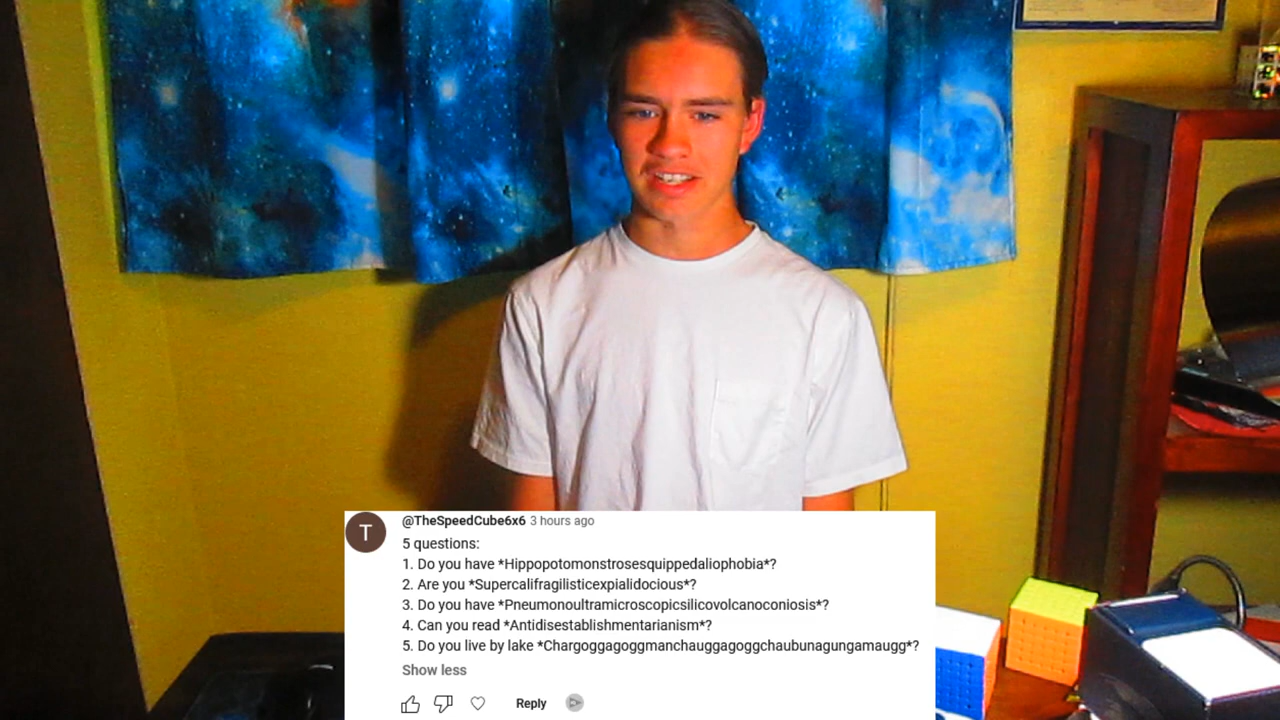 T
@TheSpeedCube6x6 3 hours ago
5 questions:
1. Do you have *Hippopotomonstrosesquippedaliophobia*?
2. Are you *Supercalifragilisticexpialidocious*?
3. Do you have *Pneumonoultramicroscopicsilicovolcanoconiosis*?
4. Can you read *Antidisestablishmentarianism*?
5. Do you live by lake *Chargoggagoggmanchauggagoggchaubunagungamaugg*?
Show less
Reply